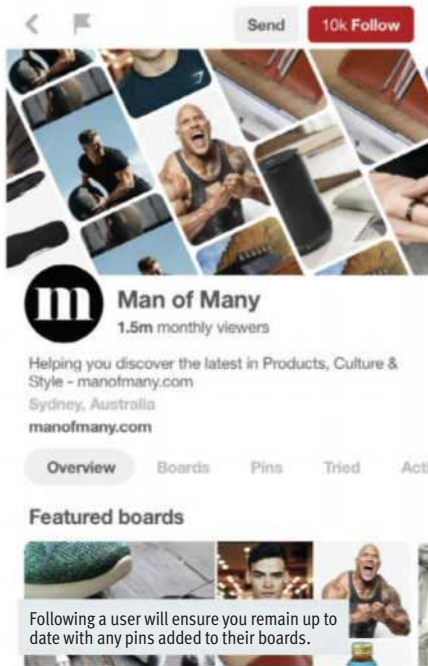 Send
10k Follow
m
Man of Many
1.5m monthly viewers
Helping you discover the latest in Products, Culture &
Style - manofmany.com
Sydney, Australia
manofmany.com
Overview Boards Pins Tried Acti
Featured boards
Following a user will ensure you remain up to
date with any pins added to their boards.